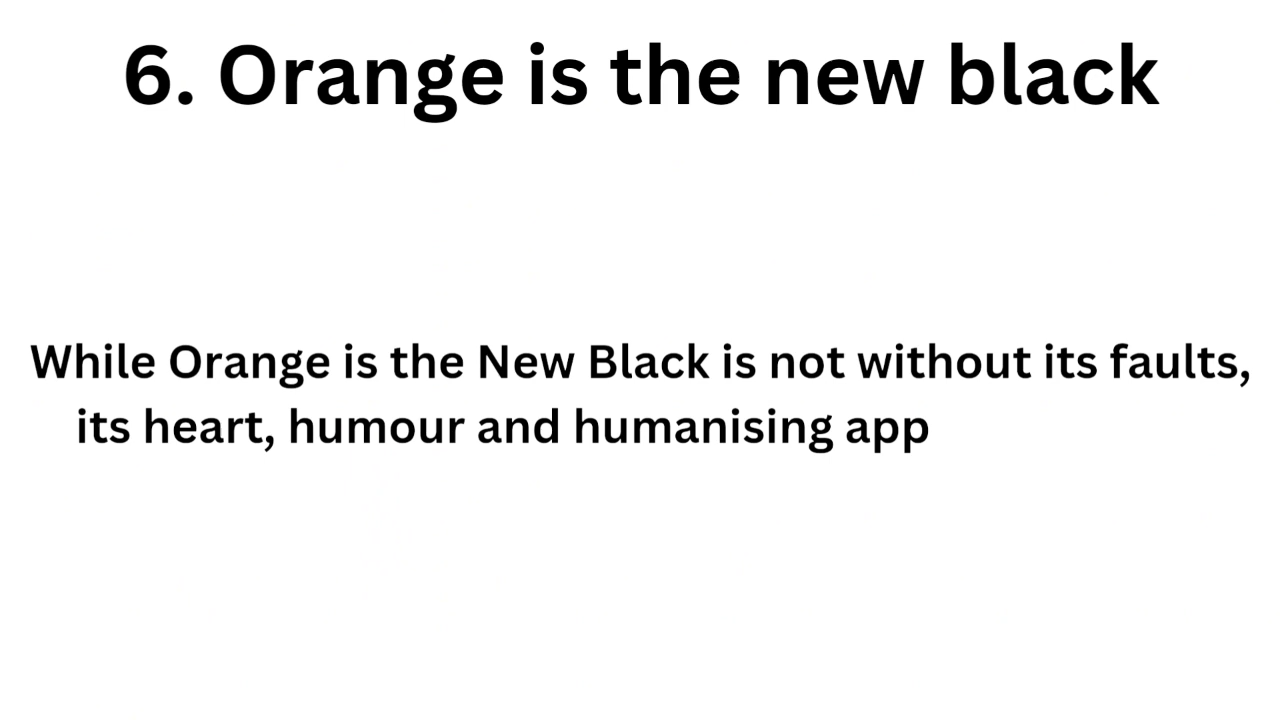 6. Orange is the new black
While Orange is the New Black is not without its faults,
its heart, humour and humanising app